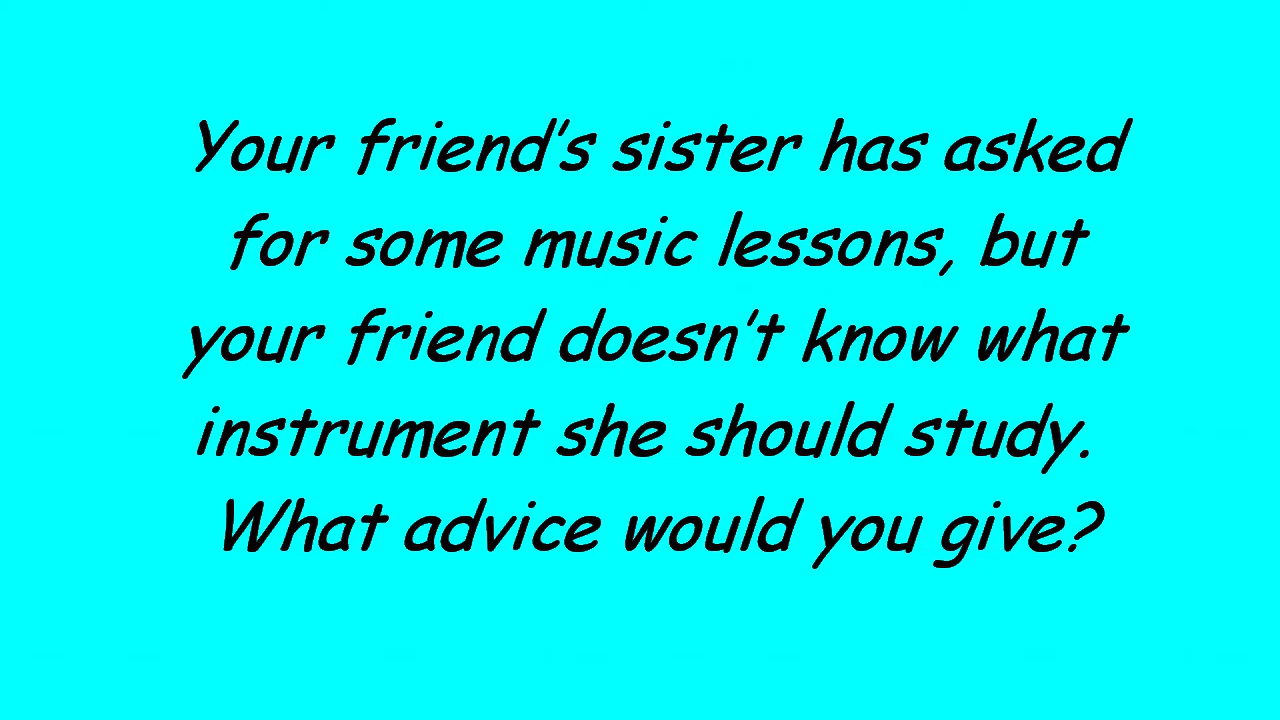 Your friend's sister has asked
for some music lessons, but
your friend doesn't know what
instrument she should study.
What advice would you give?